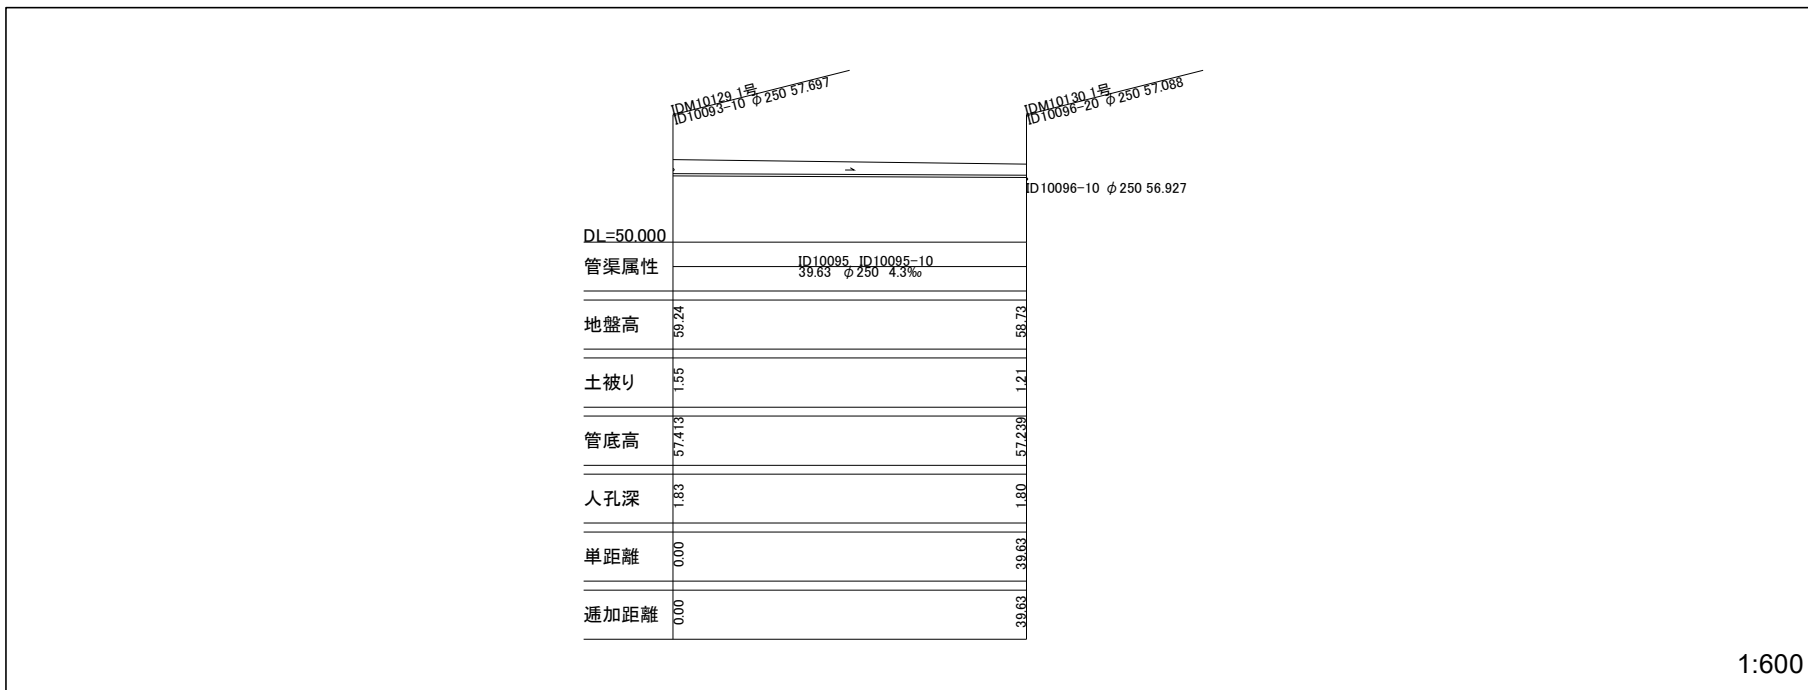 IDM10129 1号
ID10093-10 φ250 57.697
IDM10130 1号
ID10096-20 φ250 57.088
ID10096-10 φ250 56.927
DL=50.000
管渠属性
ID10095 ID10095-10
39.63 φ250 4.3‰
地盤高 59.24 58.73
土被り 1.55 1.21
管底高 57.413 57.239
人孔深 1.83 1.80
単距離 0.00 39.63
逓加距離 0.00 39.63
1:600